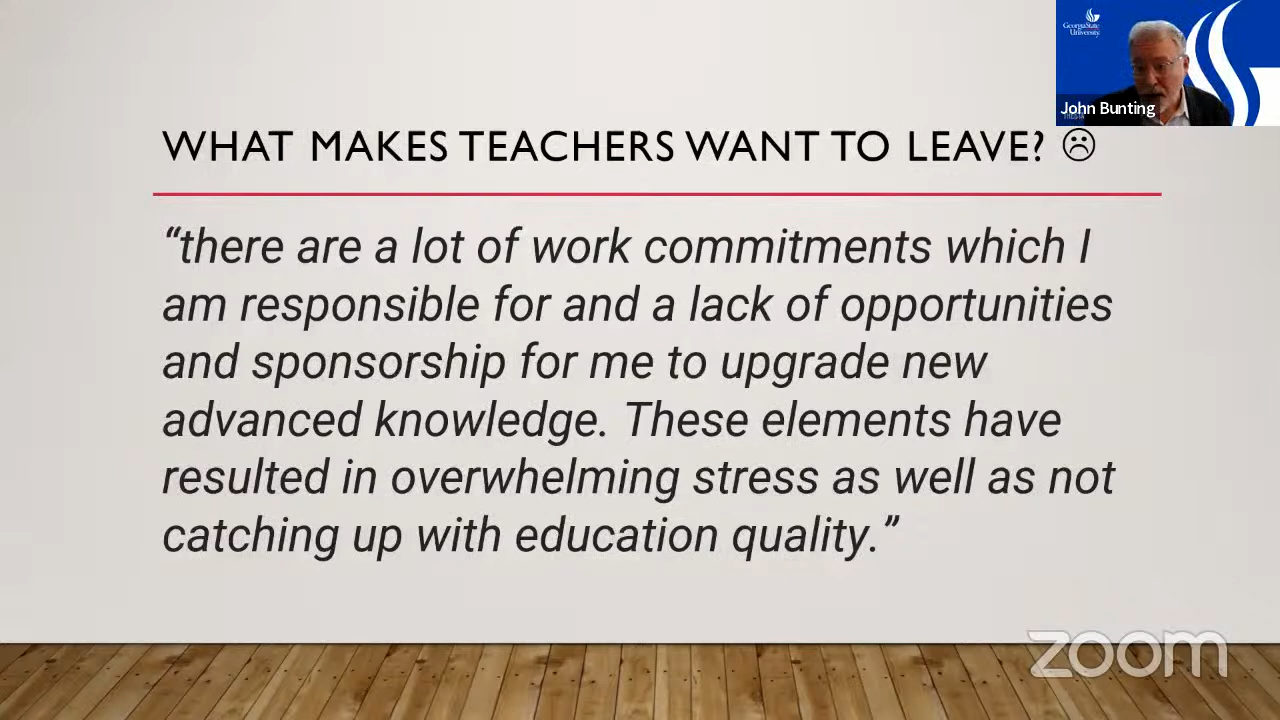 GeorgiaState
University
John Bunting
WHAT MAKES TEACHERS WANT TO LEAVE? ☹
“there are a lot of work commitments which I
am responsible for and a lack of opportunities
and sponsorship for me to upgrade new
advanced knowledge. These elements have
resulted in overwhelming stress as well as not
catching up with education quality.”
zoom